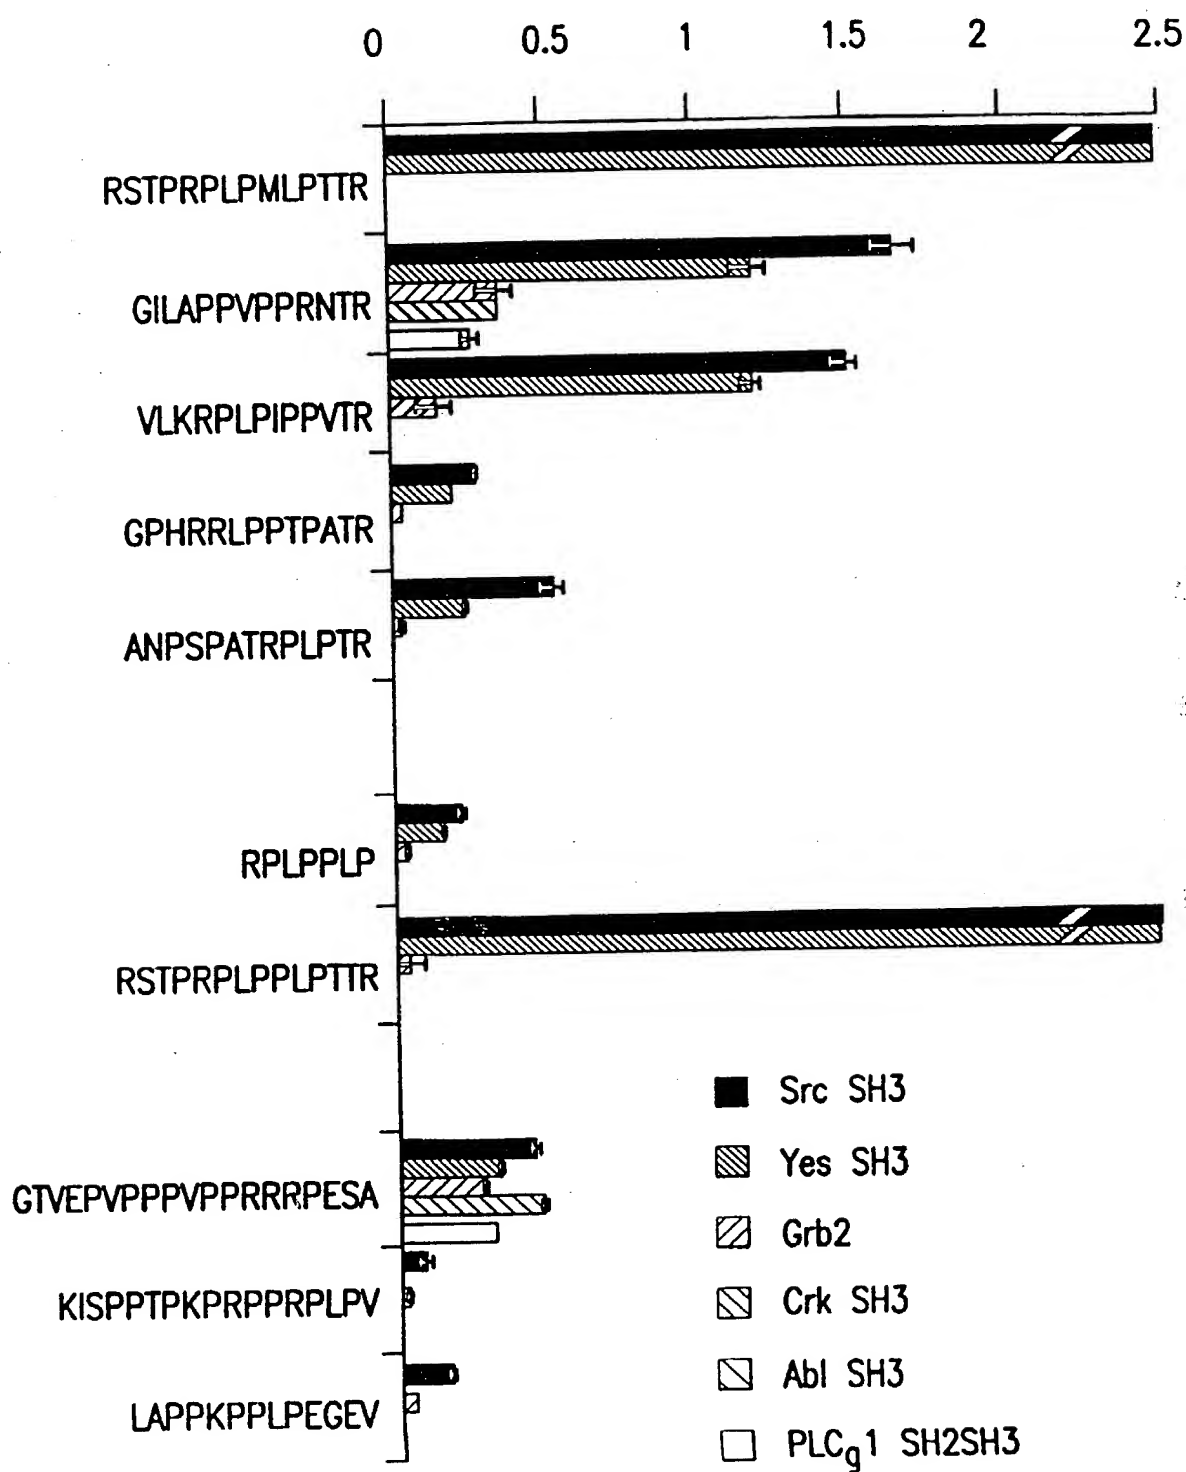 0 0.5 1 1.5 2 2.5
RSTPRPLPMLPTTR
GILAPPVPPRNTR
VLKRPLPIPPVTR
GPHRRLPPTPATR
ANPSPATRPLPTR
RPLPPLP
RSTPRPLPPLPTTR
GTVEPVPPPVPPRRRPESA
KISPPTPKPRPPRPLPV
LAPPKPPLPEGEV
Src SH3
Yes SH3
Grb2
Crk SH3
Abl SH3
PLCg1 SH2SH3